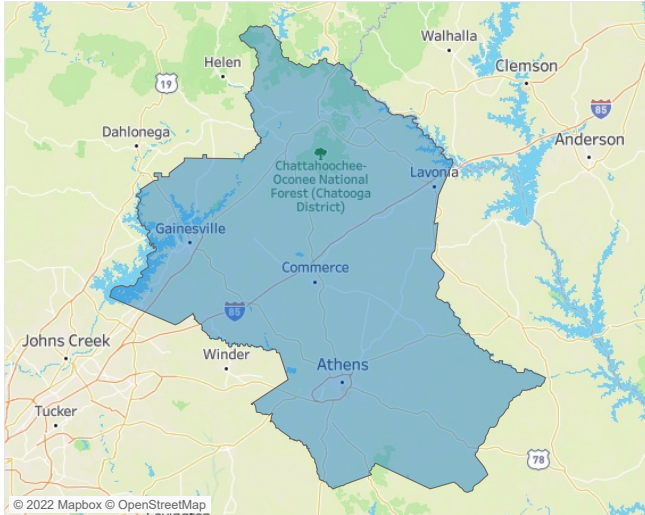 Walhalla
Helen
Clemson
19
85
Dahlonega
Anderson
Chattahoochee-
Oconee National
Forest (Chatooga
District)
Lavonia
Gainesville
Commerce
85
Johns Creek
Winder
Athens
Tucker
78
© 2022 Mapbox © OpenStreetMap